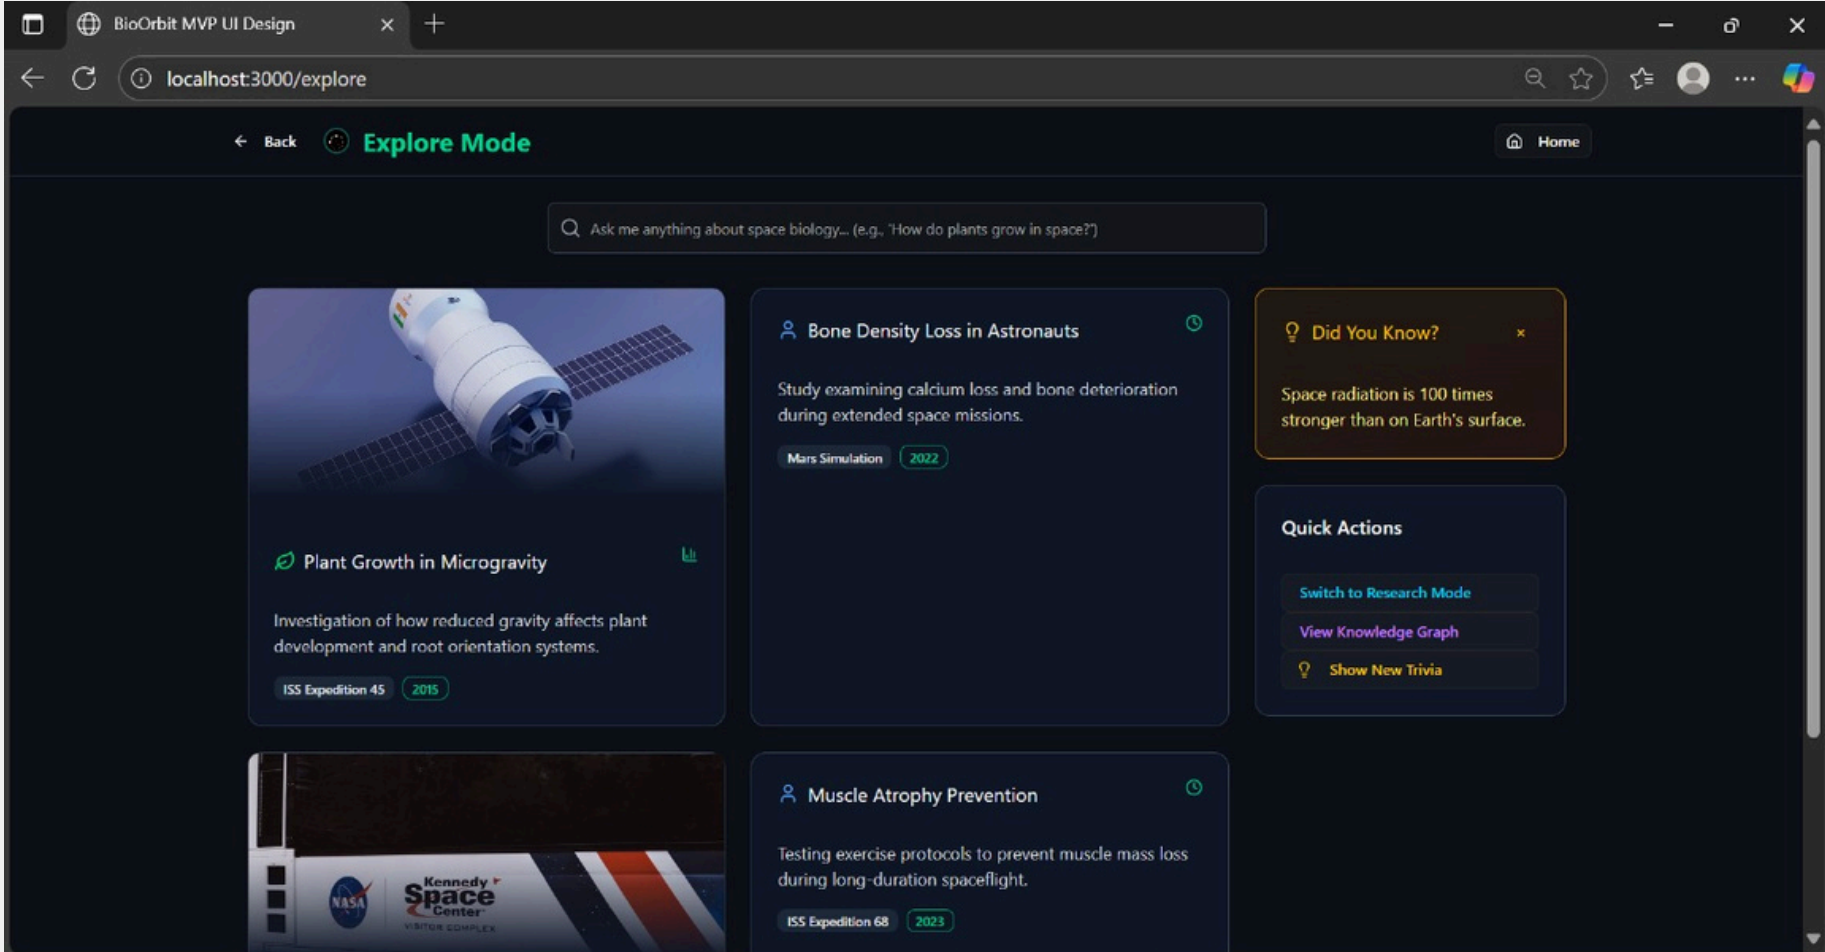 BioOrbit MVP UI Design
localhost:3000/explore
Back
Explore Mode
Home
Ask me anything about space biology... (e.g., 'How do plants grow in space?')
Plant Growth in Microgravity
Investigation of how reduced gravity affects plant
development and root orientation systems.
ISS Expedition 45 2015
Bone Density Loss in Astronauts
Study examining calcium loss and bone deterioration
during extended space missions.
Mars Simulation 2022
Did You Know?
Space radiation is 100 times
stronger than on Earth's surface.
Quick Actions
Switch to Research Mode
View Knowledge Graph
Show New Trivia
NASA
Kennedy
Space
Center
VISITOR COMPLEX
Muscle Atrophy Prevention
Testing exercise protocols to prevent muscle mass loss
during long-duration spaceflight.
ISS Expedition 68 2023